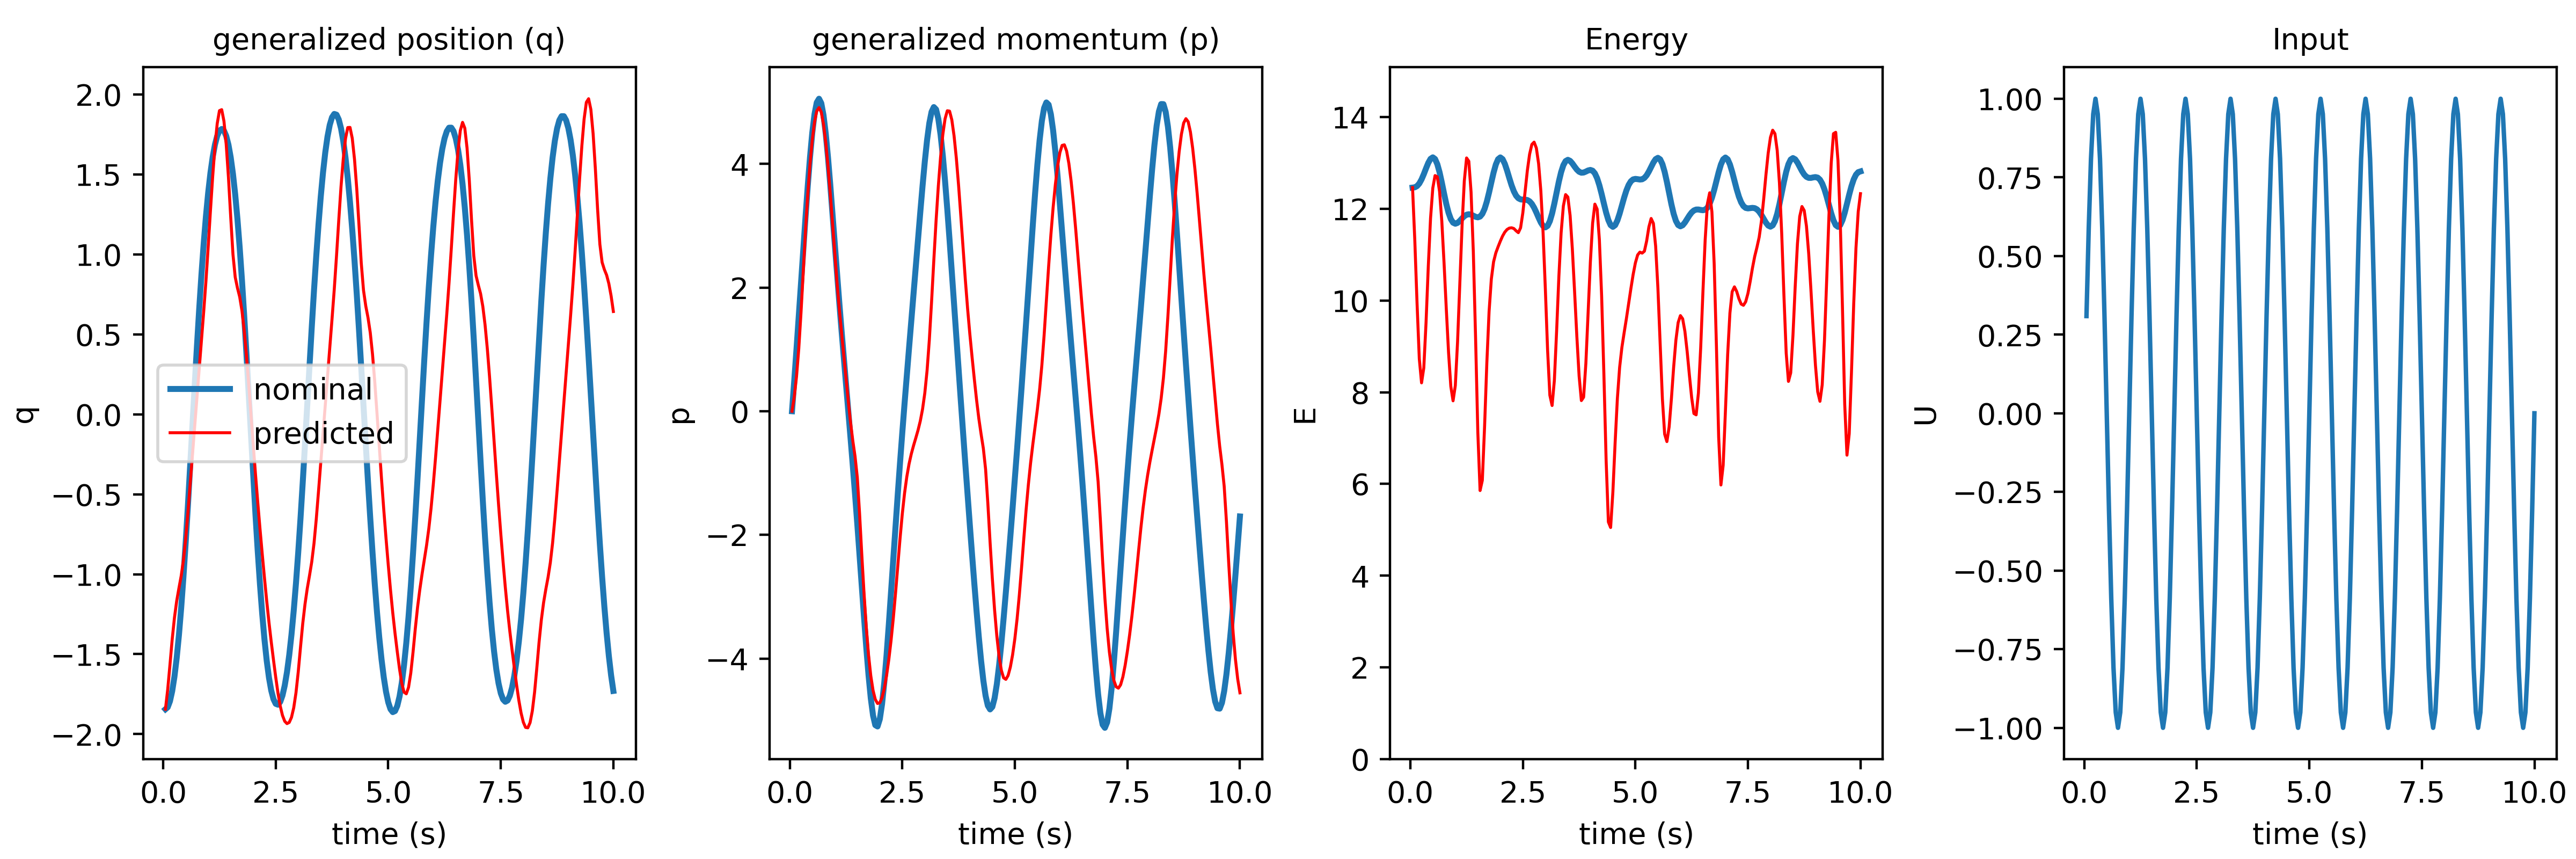 generalized position (q)
2.0
1.5
1.0
0.5
0.0
−0.5
−1.0
−1.5
−2.0
q
nominal
predicted
0.0 2.5 5.0 7.5 10.0
time (s)
generalized momentum (p)
4
2
0
−2
−4
p
0.0 2.5 5.0 7.5 10.0
time (s)
Energy
14
12
10
8
6
4
2
0
E
0.0 2.5 5.0 7.5 10.0
time (s)
Input
1.00
0.75
0.50
0.25
0.00
−0.25
−0.50
−0.75
−1.00
U
0.0 2.5 5.0 7.5 10.0
time (s)